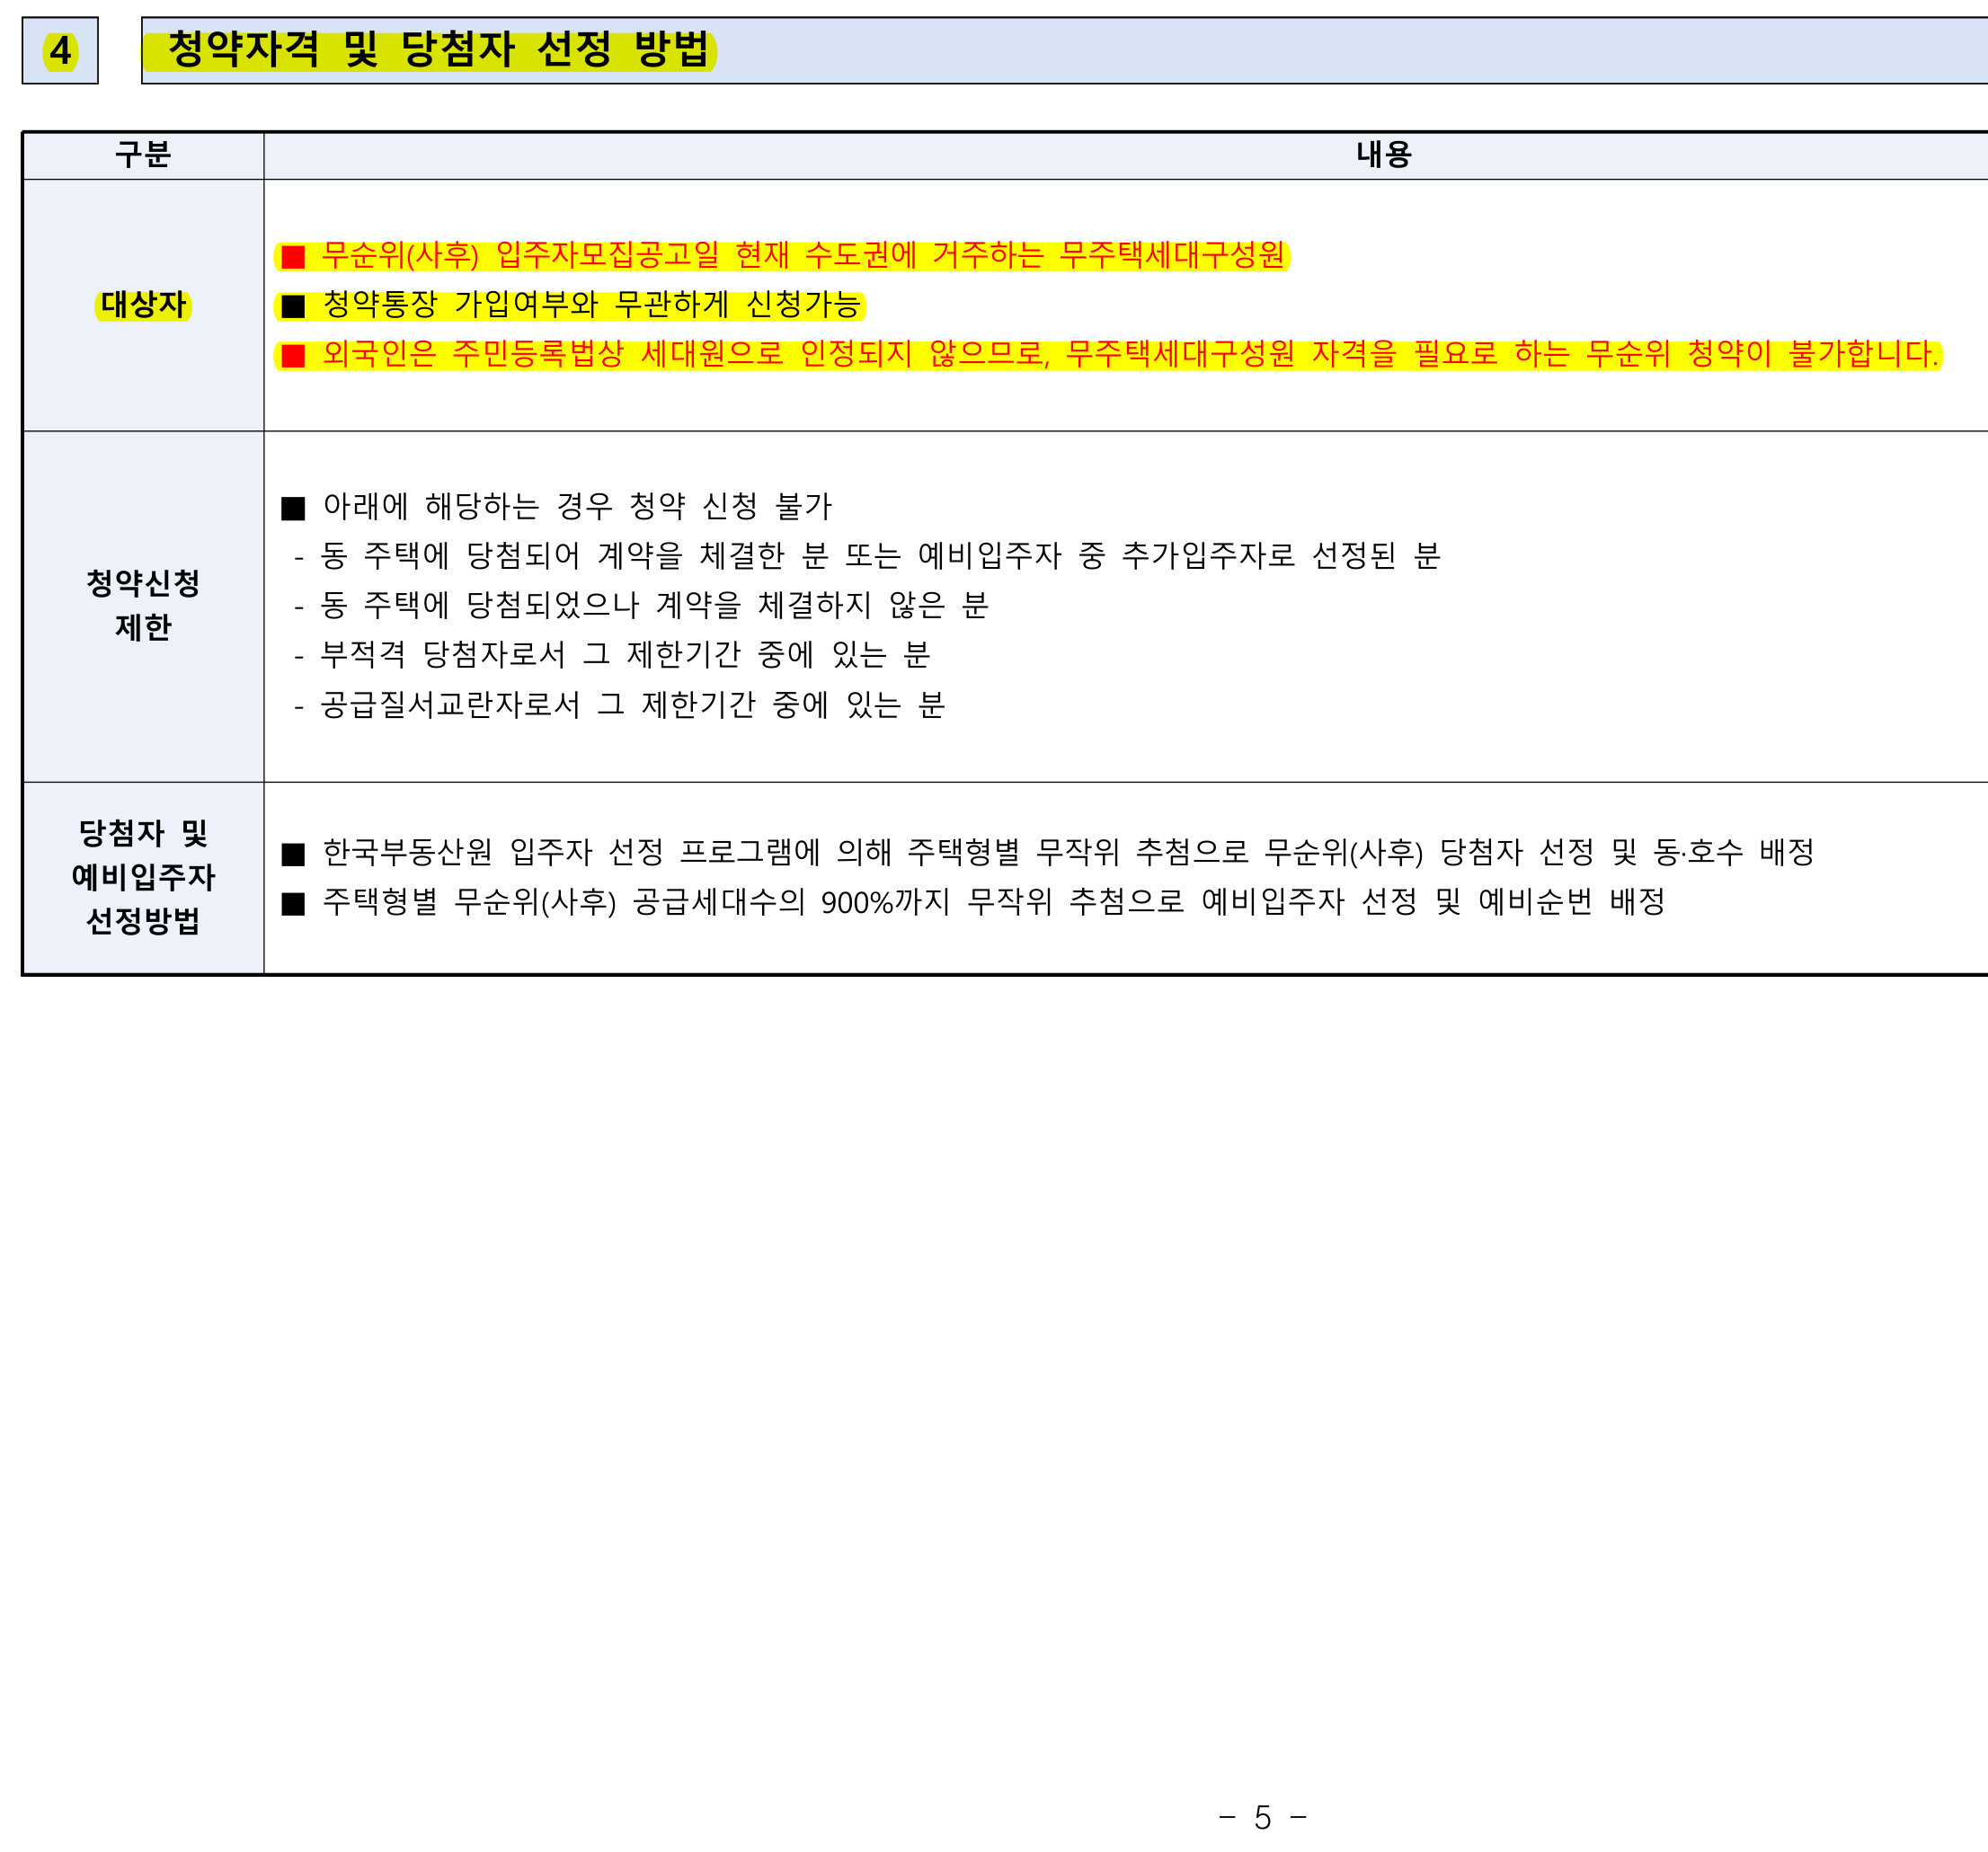 4 청약자격 및 당첨자 선정 방법
구분 내용
대상자
■ 무순위(사후) 입주자모집공고일 현재 수도권에 거주하는 무주택세대구성원
■ 청약통장 가입여부와 무관하게 신청가능
■ 외국인은 주민등록법상 세대원으로 인정되지 않으므로, 무주택세대구성원 자격을 필요로 하는 무순위 청약이 불가합니다.
청약신청
제한
■ 아래에 해당하는 경우 청약 신청 불가
- 동 주택에 당첨되어 계약을 체결한 분 또는 예비입주자 중 추가입주자로 선정된 분
- 동 주택에 당첨되었으나 계약을 체결하지 않은 분
- 부적격 당첨자로서 그 제한기간 중에 있는 분
- 공급질서교란자로서 그 제한기간 중에 있는 분
당첨자 및
예비입주자
선정방법
■ 한국부동산원 입주자 선정 프로그램에 의해 주택형별 무작위 추첨으로 무순위(사후) 당첨자 선정 및 동·호수 배정
■ 주택형별 무순위(사후) 공급세대수의 900%까지 무작위 추첨으로 예비입주자 선정 및 예비순번 배정
- 5 -